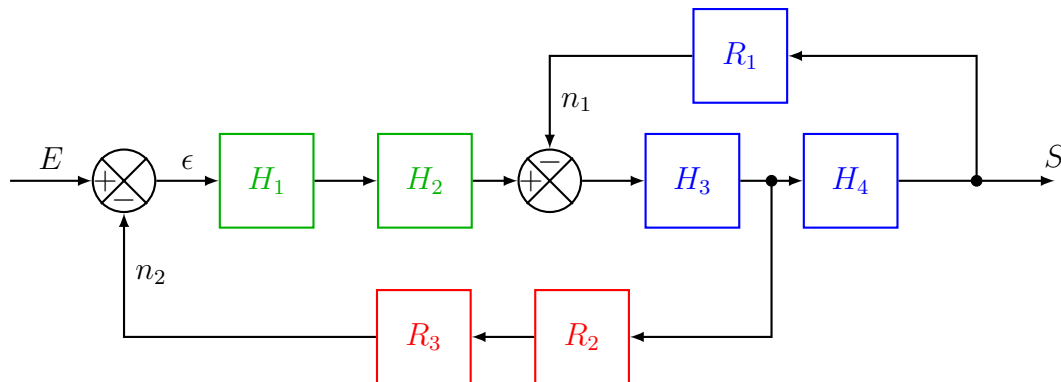 R₁
n₁
E
ϵ
S
+
−
H₁
H₂
−
+
H₃
H₄
n₂
R₃
R₂